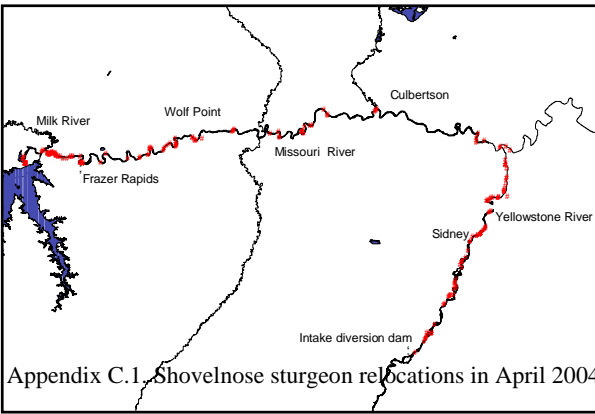 Culbertson
Wolf Point
Milk River
Missouri River
Frazer Rapids
Yellowstone River
Sidney
Intake diversion dam
Appendix C.1. Shovelnose sturgeon relocations in April 2004